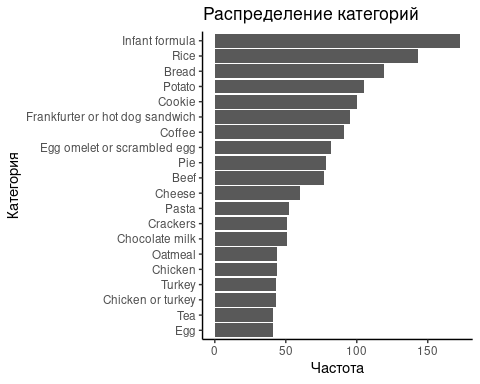 Распределение категорий
Категория
Infant formula
Rice
Bread
Potato
Cookie
Frankfurter or hot dog sandwich
Coffee
Egg omelet or scrambled egg
Pie
Beef
Cheese
Pasta
Crackers
Chocolate milk
Oatmeal
Chicken
Turkey
Chicken or turkey
Tea
Egg
0 50 100 150
Частота